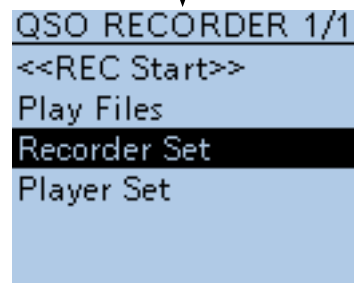 QSO RECORDER 1/1
<<REC Start>>
Play Files
Recorder Set
Player Set